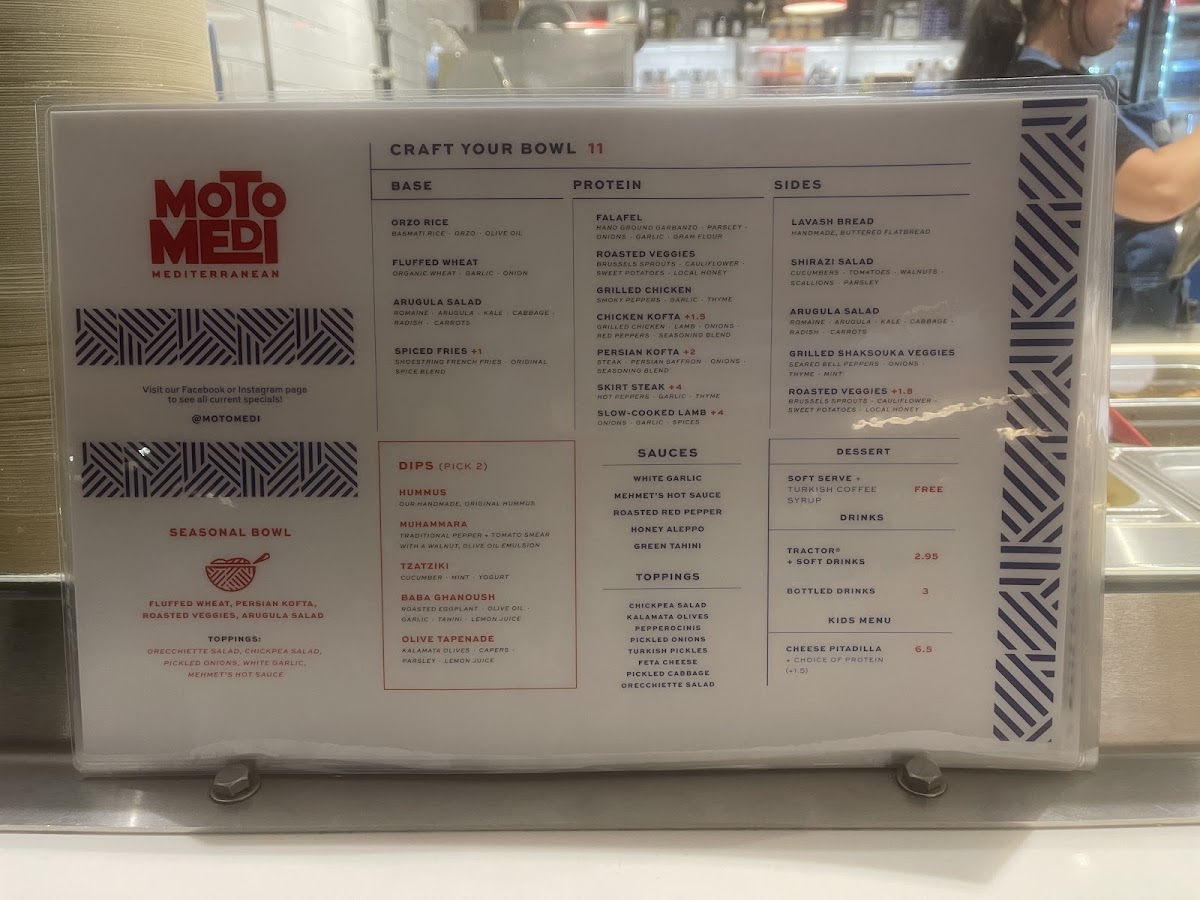 MOTO
MEDI
MEDITERRANEAN
Visit our Facebook or Instagram page
to see all current specials!
@MOTOMEDI
SEASONAL BOWL
FLUFFED WHEAT, PERSIAN KOFTA,
ROASTED VEGGIES, ARUGULA SALAD
TOPPINGS:
ORECCHIETTE SALAD, CHICKPEA SALAD,
PICKLED ONIONS, WHITE GARLIC,
MEHMET'S HOT SAUCE
CRAFT YOUR BOWL 11
BASE
ORZO RICE
BASMATI RICE · ORZO · OLIVE OIL
FLUFFED WHEAT
ORGANIC WHEAT · GARLIC · ONION
ARUGULA SALAD
ROMAINE · ARUGULA · KALE · CABBAGE ·
RADISH · CARROTS
SPICED FRIES +1
SHOESTRING FRENCH FRIES · ORIGINAL
SPICE BLEND
PROTEIN
FALAFEL
HAND GROUND GARBANZO · PARSLEY ·
ONIONS · GARLIC · GRAM FLOUR
ROASTED VEGGIES
BRUSSELS SPROUTS · CAULIFLOWER ·
SWEET POTATOES · LOCAL HONEY
GRILLED CHICKEN
SMOKY PEPPERS · GARLIC · THYME
CHICKEN KOFTA +1.5
GRILLED CHICKEN · LAMB · ONIONS ·
RED PEPPERS · SEASONING BLEND
PERSIAN KOFTA +2
STEAK · PERSIAN SAFFRON · ONIONS ·
SEASONING BLEND
SKIRT STEAK +4
HOT PEPPERS · GARLIC · THYME
SLOW-COOKED LAMB +4
ONIONS · GARLIC · SPICES
SIDES
LAVASH BREAD
HANDMADE, BUTTERED FLATBREAD
SHIRAZI SALAD
CUCUMBERS · TOMATOES · WALNUTS ·
SCALLIONS · PARSLEY
ARUGULA SALAD
ROMAINE · ARUGULA · KALE · CABBAGE ·
RADISH · CARROTS
GRILLED SHAKSOUKA VEGGIES
SEARED BELL PEPPERS · ONIONS ·
THYME · MINT
ROASTED VEGGIES +1.8
BRUSSELS SPROUTS · CAULIFLOWER ·
SWEET POTATOES · LOCAL HONEY
DIPS (PICK 2)
HUMMUS
OUR HANDMADE, ORIGINAL HUMMUS
MUHAMMARA
TRADITIONAL PEPPER + TOMATO SMEAR
WITH A WALNUT, OLIVE OIL EMULSION
TZATZIKI
CUCUMBER · MINT · YOGURT
BABA GHANOUSH
ROASTED EGGPLANT · OLIVE OIL ·
GARLIC · TAHINI · LEMON JUICE
OLIVE TAPENADE
KALAMATA OLIVES · CAPERS ·
PARSLEY · LEMON JUICE
SAUCES
WHITE GARLIC
MEHMET'S HOT SAUCE
ROASTED RED PEPPER
HONEY ALEPPO
GREEN TAHINI
TOPPINGS
CHICKPEA SALAD
KALAMATA OLIVES
PEPPEROCINIS
PICKLED ONIONS
TURKISH PICKLES
FETA CHEESE
PICKLED CABBAGE
ORECCHIETTE SALAD
DESSERT
SOFT SERVE +
TURKISH COFFEE FREE
SYRUP
DRINKS
TRACTOR® 2.95
+ SOFT DRINKS
BOTTLED DRINKS 3
KIDS MENU
CHEESE PITADILLA 6.5
+ CHOICE OF PROTEIN
(+1.5)